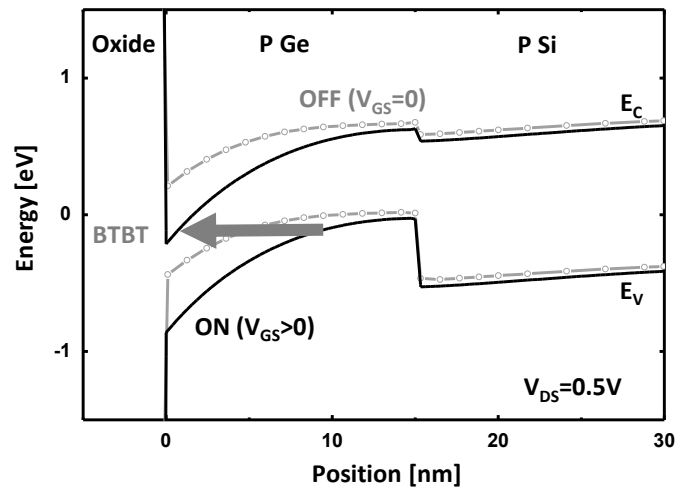 Oxide
P Ge
P Si
OFF (V_GS=0)
E_C
BTBT
E_V
ON (V_GS>0)
V_DS=0.5V
Energy [eV]
1
0
-1
0
10
20
30
Position [nm]